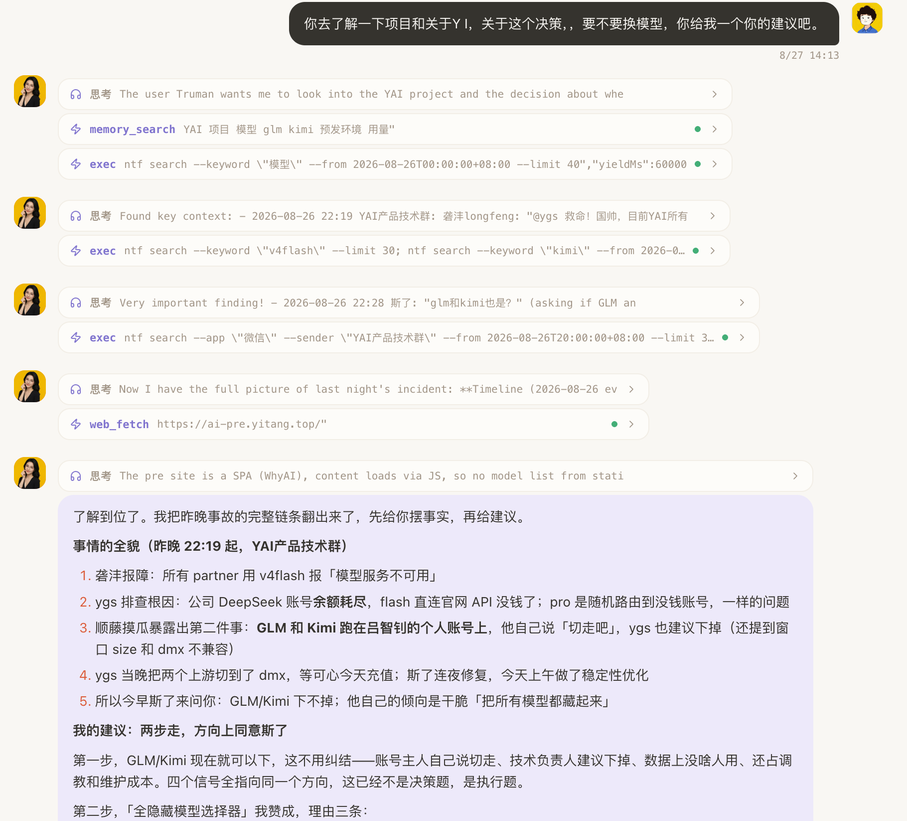 你去了解一下项目和关于Y I，关于这个决策,，要不要换模型，你给我一个你的建议吧。
8/27 14:13
思考 The user Truman wants me to look into the YAI project and the decision about whe
memory_search YAI 项目 模型 glm kimi 预发环境 用量"
exec ntf search --keyword \"模型\" --from 2026-08-26T00:00:00+08:00 --limit 40","yieldMs":60000
思考 Found key context: - 2026-08-26 22:19 YAI产品技术群: 砻沣longfeng: "@ygs 救命！国帅，目前YAI所有
exec ntf search --keyword \"v4flash\" --limit 30; ntf search --keyword \"kimi\" --from 2026-0…
思考 Very important finding! - 2026-08-26 22:28 斯了: "glm和kimi也是？" (asking if GLM an
exec ntf search --app \"微信\" --sender \"YAI产品技术群\" --from 2026-08-26T20:00:00+08:00 --limit 3…
思考 Now I have the full picture of last night's incident: **Timeline (2026-08-26 ev
web_fetch https://ai-pre.yitang.top/"
思考 The pre site is a SPA (WhyAI), content loads via JS, so no model list from stati
了解到位了。我把昨晚事故的完整链条翻出来了，先给你摆事实，再给建议。
事情的全貌（昨晚 22:19 起，YAI产品技术群）
1. 砻沣报障：所有 partner 用 v4flash 报「模型服务不可用」
2. ygs 排查根因：公司 DeepSeek 账号余额耗尽，flash 直连官网 API 没钱了；pro 是随机路由到没钱账号，一样的问题
3. 顺藤摸瓜暴露出第二件事：GLM 和 Kimi 跑在吕智钊的个人账号上，他自己说「切走吧」，ygs 也建议下掉（还提到窗
口 size 和 dmx 不兼容）
4. ygs 当晚把两个上游切到了 dmx，等可心今天充值；斯了连夜修复，今天上午做了稳定性优化
5. 所以今早斯了来问你：GLM/Kimi 下不掉；他自己的倾向是干脆「把所有模型都藏起来」
我的建议：两步走，方向上同意斯了
第一步，GLM/Kimi 现在就可以下，这不用纠结——账号主人自己说切走、技术负责人建议下掉、数据上没啥人用、还占调
教和维护成本。四个信号全指向同一个方向，这已经不是决策题，是执行题。
第二步，「全隐藏模型选择器」我赞成，理由三条：